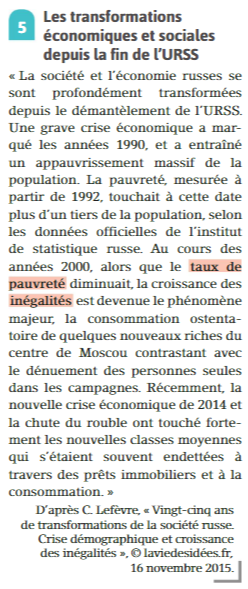 5
Les transformations
économiques et sociales
depuis la fin de l'URSS
« La société et l'économie russes se
sont profondément transformées
depuis le démantèlement de l'URSS.
Une grave crise économique a mar-
qué les années 1990, et a entraîné
un appauvrissement massif de la
population. La pauvreté, mesurée à
partir de 1992, touchait à cette date
plus d'un tiers de la population, selon
les données officielles de l'institut
de statistique russe. Au cours des
années 2000, alors que le taux de
pauvreté diminuait, la croissance des
inégalités est devenue le phénomène
majeur, la consommation ostenta-
toire de quelques nouveaux riches du
centre de Moscou contrastant avec
le dénuement des personnes seules
dans les campagnes. Récemment, la
nouvelle crise économique de 2014 et
la chute du rouble ont touché forte-
ment les nouvelles classes moyennes
qui s'étaient souvent endettées à
travers des prêts immobiliers et à la
consommation. »
D'après C. Lefèvre, « Vingt-cinq ans
de transformations de la société russe.
Crise démographique et croissance
des inégalités », © laviedesidées.fr,
16 novembre 2015.